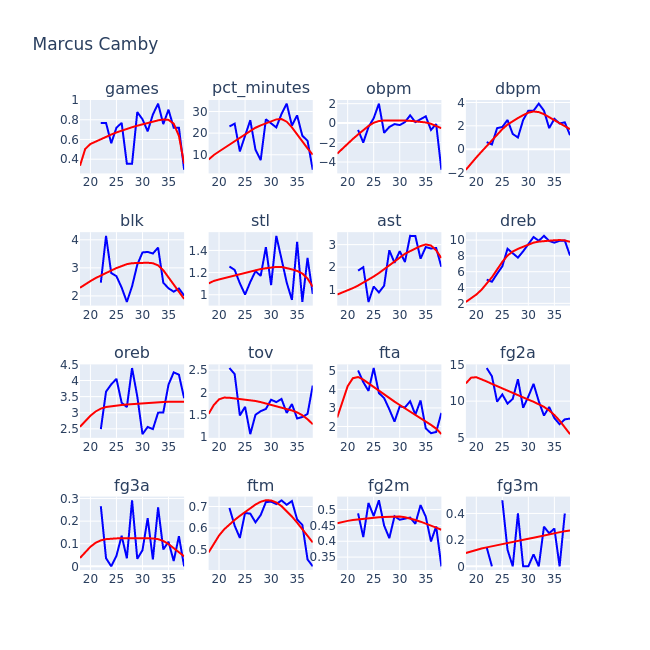 Marcus Camby
games pct_minutes obpm dbpm
1 0.8 0.6 0.4 20 25 30 35
30 20 10 20 25 30 35
2 0 −2 −4 20 25 30 35
4 2 0 −2 20 25 30 35
blk stl ast dreb
4 3 2 20 25 30 35
1.4 1.2 1 20 25 30 35
3 2 1 20 25 30 35
10 8 6 4 2 20 25 30 35
oreb tov fta fg2a
4.5 4 3.5 3 2.5 20 25 30 35
2.5 2 1.5 1 20 25 30 35
5 4 3 2 20 25 30 35
15 10 5 20 25 30 35
fg3a ftm fg2m fg3m
0.3 0.2 0.1 0 20 25 30 35
0.7 0.6 0.5 20 25 30 35
0.5 0.45 0.4 0.35 20 25 30 35
0.4 0.2 0 20 25 30 35